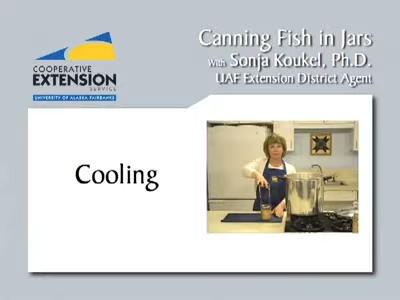 Canning Fish in Jars
With Sonja Koukel, Ph.D.
UAF Extension District Agent
COOPERATIVE
EXTENSION
SERVICE
UNIVERSITY OF ALASKA FAIRBANKS
Cooling